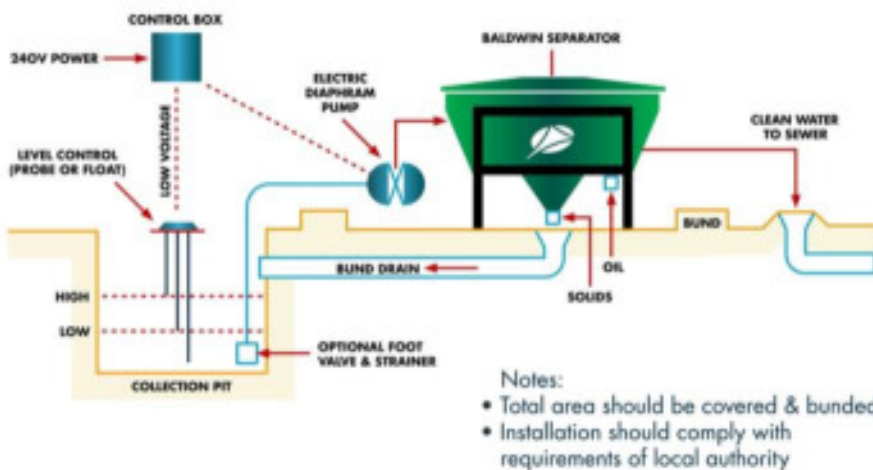 CONTROL BOX
240V POWER
LOW VOLTAGE
LEVEL CONTROL
(PROBE OR FLOAT)
ELECTRIC
DIAPHRAM
PUMP
BALDWIN SEPARATOR
CLEAN WATER
TO SEWER
BUND
BUND DRAIN
OIL
SOLIDS
HIGH
LOW
OPTIONAL FOOT
VALVE & STRAINER
COLLECTION PIT
Notes:
• Total area should be covered & bunded
• Installation should comply with
requirements of local authority